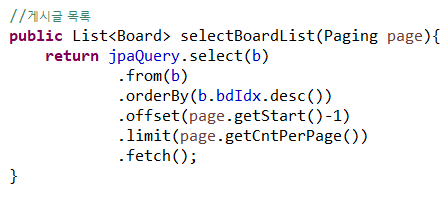 //게시글 목록
public List<Board> selectBoardList(Paging page){
    return jpaQuery.select(b)
            .from(b)
            .orderBy(b.bdIdx.desc())
            .offset(page.getStart()-1)
            .limit(page.getCntPerPage())
            .fetch();
}